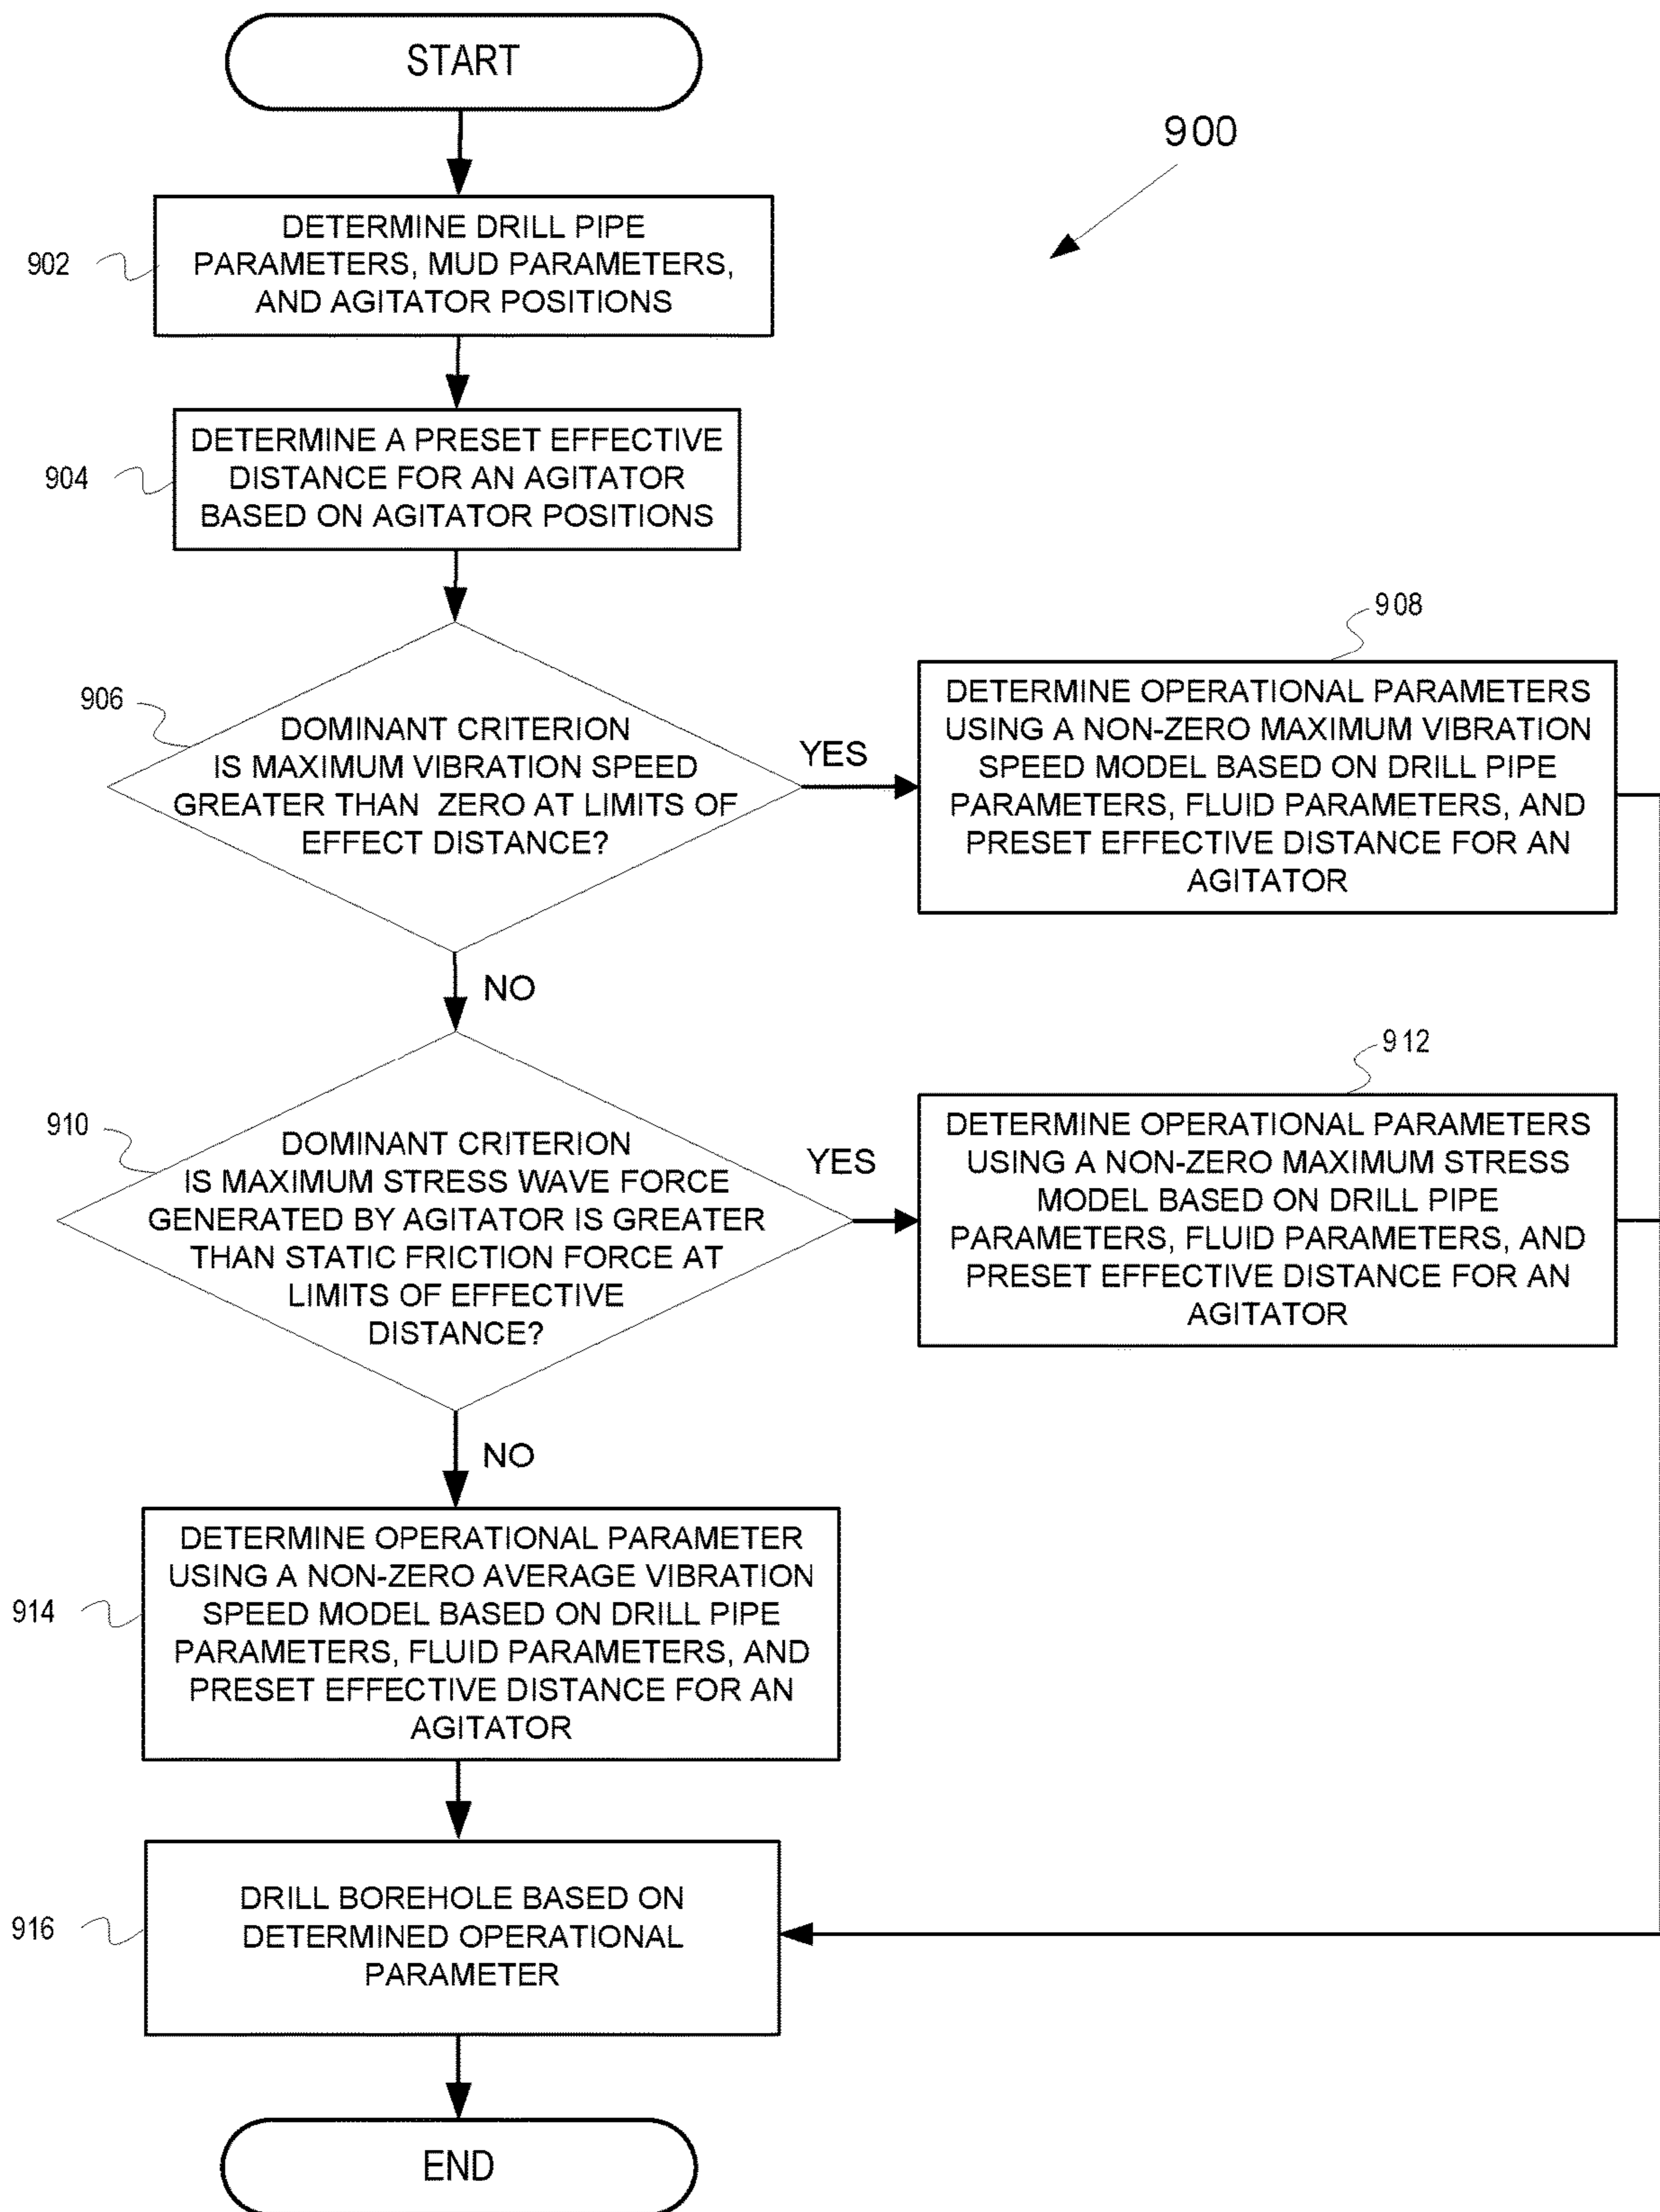 START
900
902
DETERMINE DRILL PIPE
PARAMETERS, MUD PARAMETERS,
AND AGITATOR POSITIONS
904
DETERMINE A PRESET EFFECTIVE
DISTANCE FOR AN AGITATOR
BASED ON AGITATOR POSITIONS
906
DOMINANT CRITERION
IS MAXIMUM VIBRATION SPEED
GREATER THAN ZERO AT LIMITS OF
EFFECT DISTANCE?
YES
908
DETERMINE OPERATIONAL PARAMETERS
USING A NON-ZERO MAXIMUM VIBRATION
SPEED MODEL BASED ON DRILL PIPE
PARAMETERS, FLUID PARAMETERS, AND
PRESET EFFECTIVE DISTANCE FOR AN
AGITATOR
NO
910
DOMINANT CRITERION
IS MAXIMUM STRESS WAVE FORCE
GENERATED BY AGITATOR IS GREATER
THAN STATIC FRICTION FORCE AT
LIMITS OF EFFECTIVE
DISTANCE?
YES
912
DETERMINE OPERATIONAL PARAMETERS
USING A NON-ZERO MAXIMUM STRESS
MODEL BASED ON DRILL PIPE
PARAMETERS, FLUID PARAMETERS, AND
PRESET EFFECTIVE DISTANCE FOR AN
AGITATOR
NO
914
DETERMINE OPERATIONAL PARAMETER
USING A NON-ZERO AVERAGE VIBRATION
SPEED MODEL BASED ON DRILL PIPE
PARAMETERS, FLUID PARAMETERS, AND
PRESET EFFECTIVE DISTANCE FOR AN
AGITATOR
916
DRILL BOREHOLE BASED ON
DETERMINED OPERATIONAL
PARAMETER
END